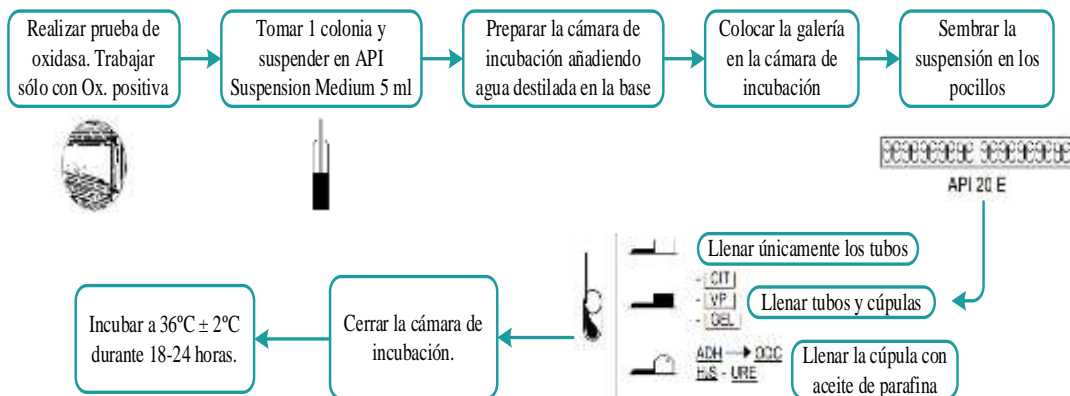 Realizar prueba de
oxidasa. Trabajar
sólo con Ox. positiva
Tomar 1 colonia y
suspender en API
Suspension Medium 5 ml
Preparar la cámara de
incubación añadiendo
agua destilada en la base
Colocar la galería
en la cámara de
incubación
Sembrar la
suspensión en los
pocillos
API 20 E
Llenar únicamente los tubos
- CIT
- VP
- GEL
Llenar tubos y cúpulas
ADH → ODC
H₂S - URE
Llenar la cúpula con
aceite de parafina
Cerrar la cámara de
incubación.
Incubar a 36ºC ± 2ºC
durante 18-24 horas.